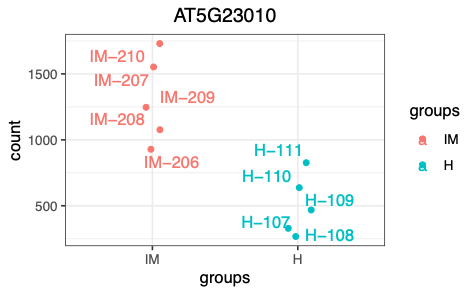 AT5G23010
count
1500
1000
500
IM−210
IM−207
IM−209
IM−208
IM−206
H−111
H−110
H−109
H−107
H−108
IM
H
groups
groups
a IM
a H